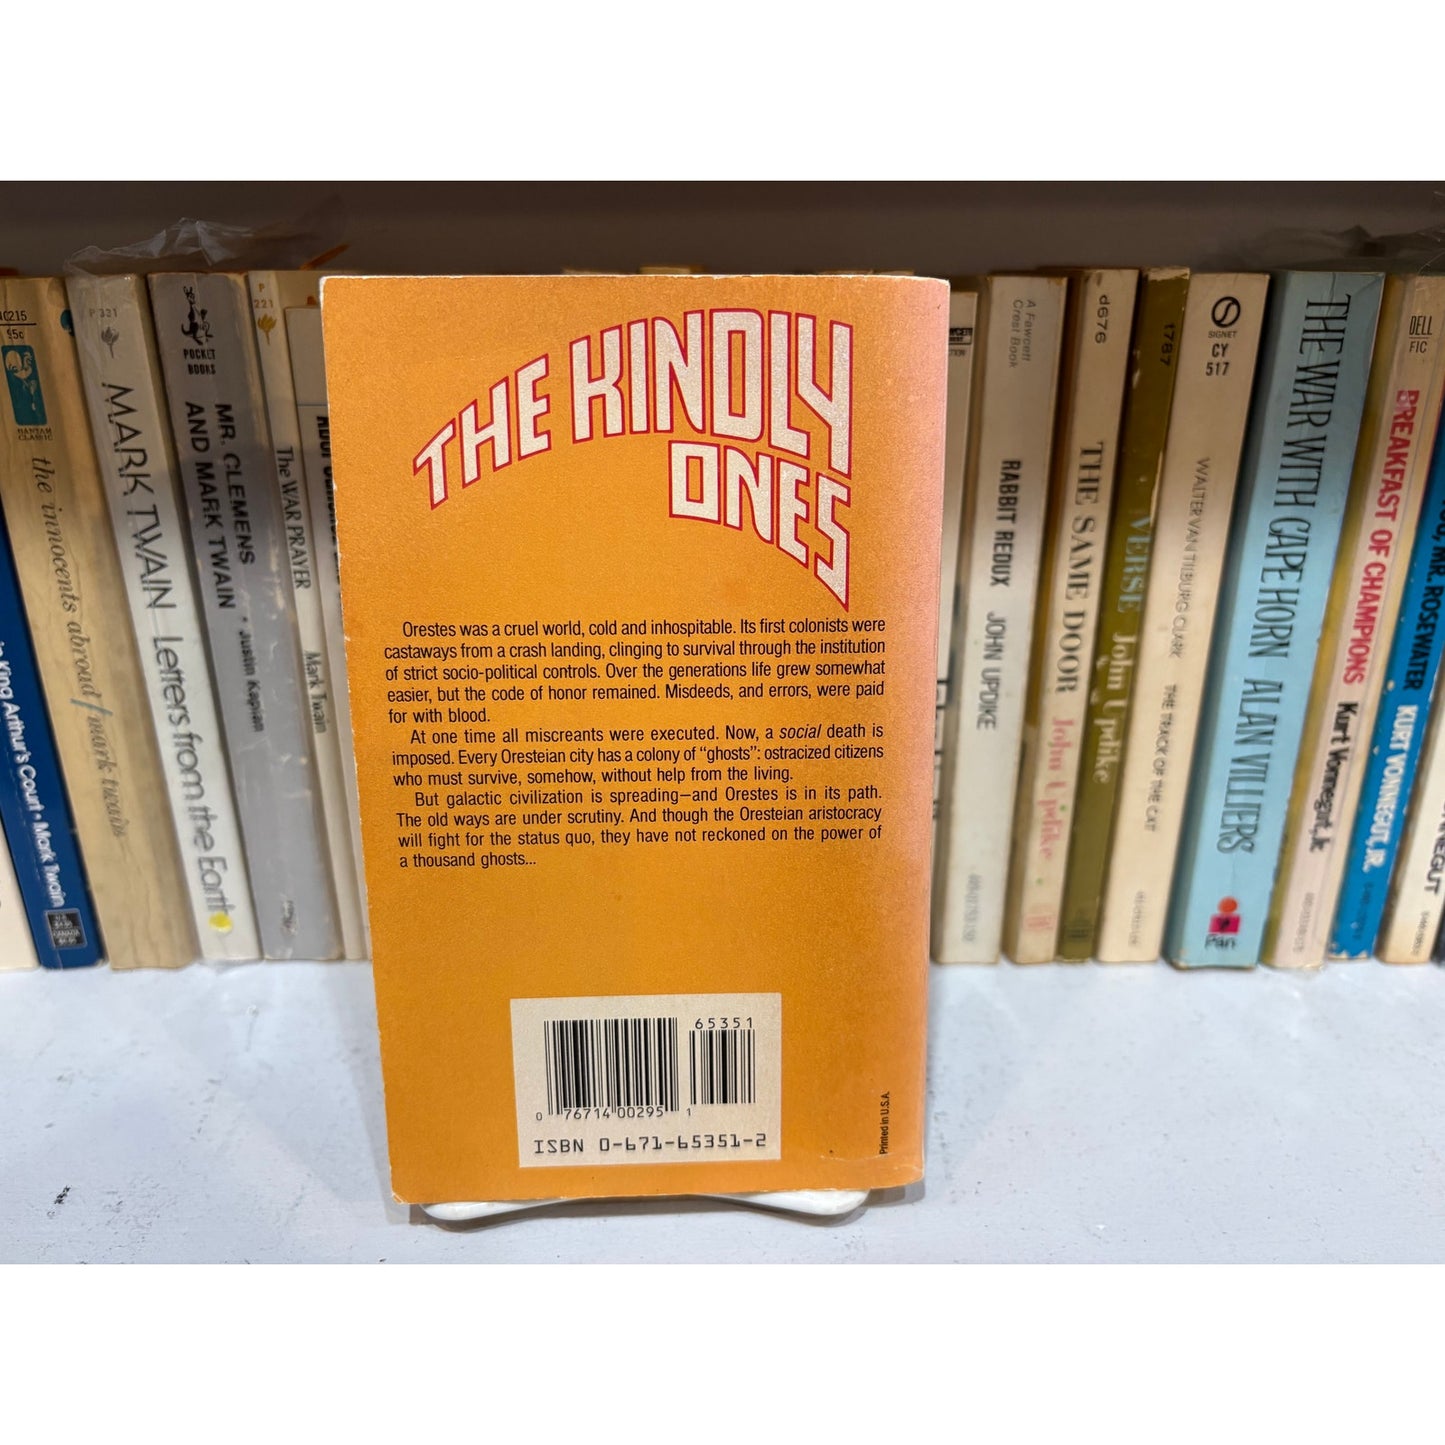 THE KINDLY
ONES
Orestes was a cruel world, cold and inhospitable. Its first colonists were
castaways from a crash landing, clinging to survival through the institution
of strict socio-political controls. Over the generations life grew somewhat
easier, but the code of honor remained. Misdeeds, and errors, were paid
for with blood.
At one time all miscreants were executed. Now, a social death is
imposed. Every Oresteian city has a colony of “ghosts”: ostracized citizens
who must survive, somehow, without help from the living.
But galactic civilization is spreading—and Orestes is in its path.
The old ways are under scrutiny. And though the Oresteian aristocracy
will fight for the status quo, they have not reckoned on the power of
a thousand ghosts...
65351
0 76714 00295 1
ISBN 0-671-65351-2
Printed in U.S.A.
King Arthur's Court • Mark Twain
95c
BANTAM
CLASSIC
the innocents abroad / mark twain
P 321
MARK TWAIN Letters from the Earth
POCKET
BOOKS
MR. CLEMENS
AND MARK TWAIN • Justin Kaplan
P
221
The WAR PRAYER Mark Twain
A Fawcett
Crest Book
RABBIT REDUX JOHN UPDIKE
d676
THE SAME DOOR John Updike
1787
VERSE John Updike
SIGNET
CY
517
WALTER VAN TILBURG CLARK THE TRACK OF THE CAT
THE WAR WITH CAPE HORN ALAN VILLIERS
Pan
DELL
FIC
BREAKFAST OF CHAMPIONS Kurt Vonnegut, Jr.
MR. ROSEWATER KURT VONNEGUT, JR.